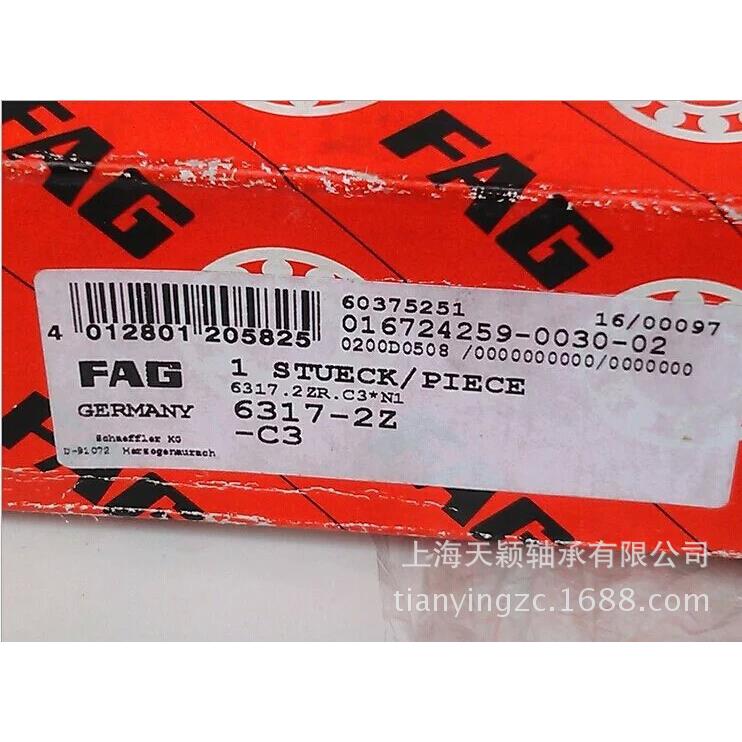 FAG
FAG
FAG
60375251
16/00097
016724259-0030-02
0200D0508 /0000000000/0000000
4 012801 205825
1 STUECK/PIECE
FAG
6317.2ZR.C3*N1
GERMANY
6317-2Z
-C3
Schaeffler KG
D-91072 Herzogenaurach
上海天颖轴承有限公司
tianyingzc.1688.com